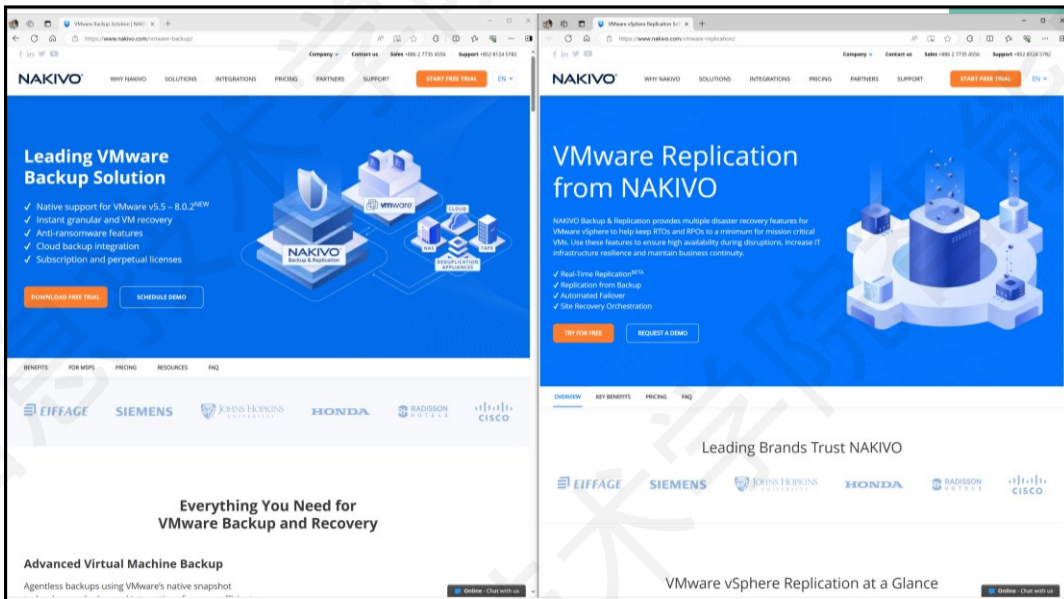 VMware Backup Solution | NAKI
https://www.nakivo.com/vmware-backup/
Company Contact us Sales +886 2 7735 4556 Support +852 8124 5782
NAKIVO WHY NAKIVO SOLUTIONS INTEGRATIONS PRICING PARTNERS SUPPORT START FREE TRIAL EN
Leading VMware
Backup Solution
✓ Native support for VMware v5.5 – 8.0.2NEW
✓ Instant granular and VM recovery
✓ Anti-ransomware features
✓ Cloud backup integration
✓ Subscription and perpetual licenses
DOWNLOAD FREE TRIAL SCHEDULE DEMO
vmware
CLOUD
NAS
TAPE
DEDUPLICATION
APPLIANCES
NAKIVO
Backup & Replication
BENEFITS FOR MSPS PRICING RESOURCES FAQ
EIFFAGE SIEMENS JOHNS HOPKINS UNIVERSITY HONDA RADISSON HOTELS CISCO
Everything You Need for
VMware Backup and Recovery
Advanced Virtual Machine Backup
Agentless backups using VMware's native snapshot
Online - Chat with us
VMware vSphere Replication Sol
https://www.nakivo.com/vmware-replication/
Company Contact us Sales +886 2 7735 4556 Support +852 8124 5782
NAKIVO WHY NAKIVO SOLUTIONS INTEGRATIONS PRICING PARTNERS SUPPORT START FREE TRIAL EN
VMware Replication
from NAKIVO
NAKIVO Backup & Replication provides multiple disaster recovery features for
VMware vSphere to help keep RTOs and RPOs to a minimum for mission critical
VMs. Use these features to ensure high availability during disruptions, increase IT
infrastructure resilience and maintain business continuity.
✓ Real-Time ReplicationBETA
✓ Replication from Backup
✓ Automated Failover
✓ Site Recovery Orchestration
TRY FOR FREE REQUEST A DEMO
OVERVIEW KEY BENEFITS PRICING FAQ
Leading Brands Trust NAKIVO
EIFFAGE SIEMENS JOHNS HOPKINS UNIVERSITY HONDA RADISSON HOTELS CISCO
VMware vSphere Replication at a Glance
Online - Chat with us